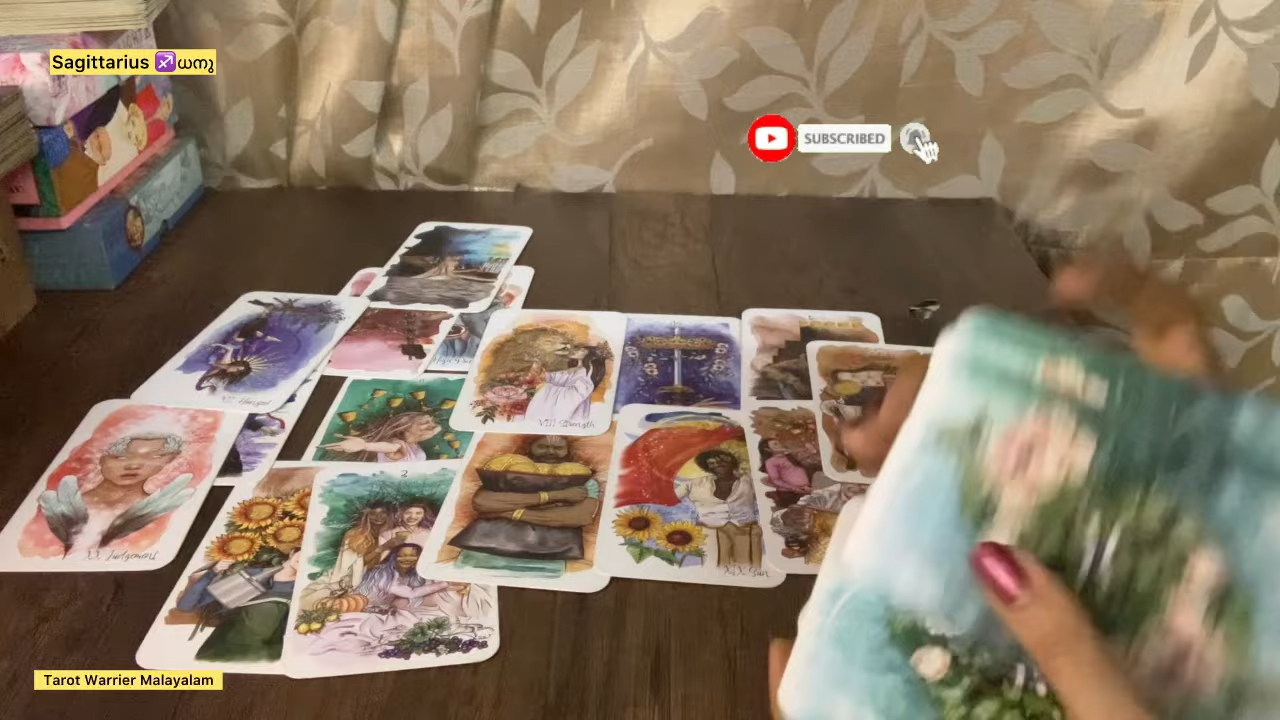 Sagittarius ♐ധനു
SUBSCRIBED
VIII Strength
XX Judgement
XIX Sun
Tarot Warrier Malayalam